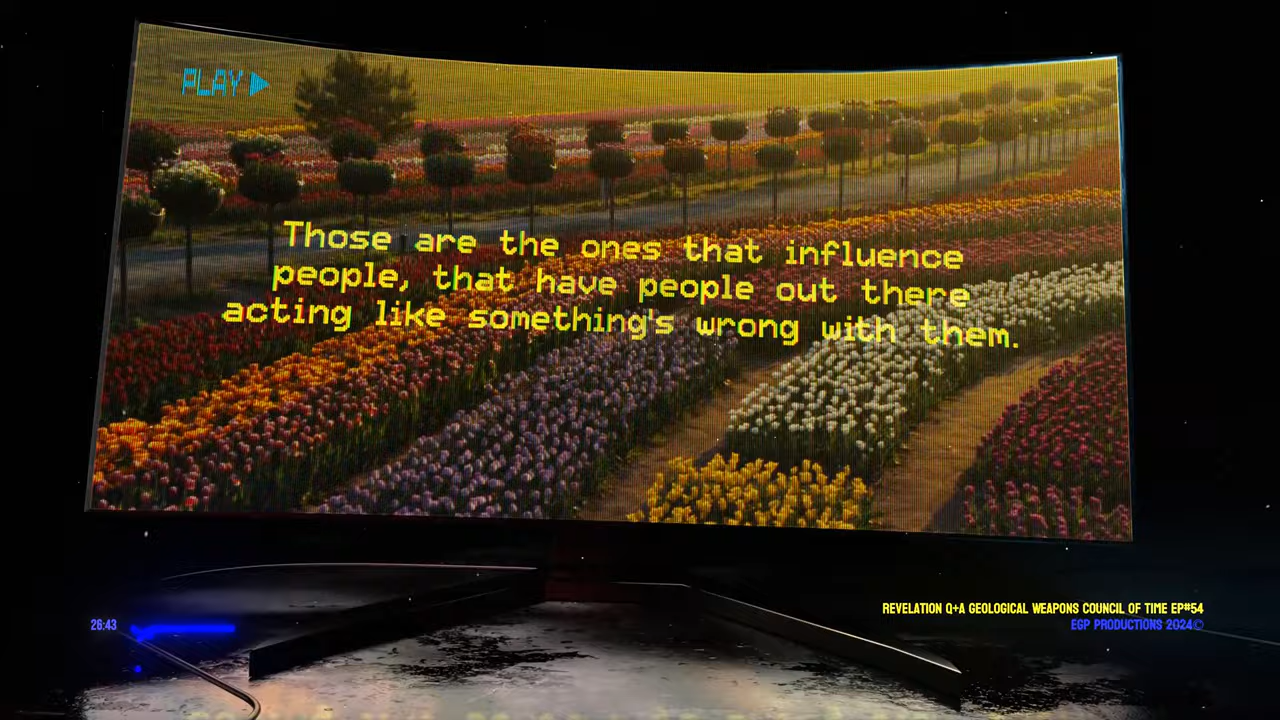 PLAY
Those are the ones that influence
people, that have people out there
acting like something's wrong with them.
26:43
REVELATION Q+A GEOLOGICAL WEAPONS COUNCIL OF TIME EP#54
EGP PRODUCTIONS 2024©